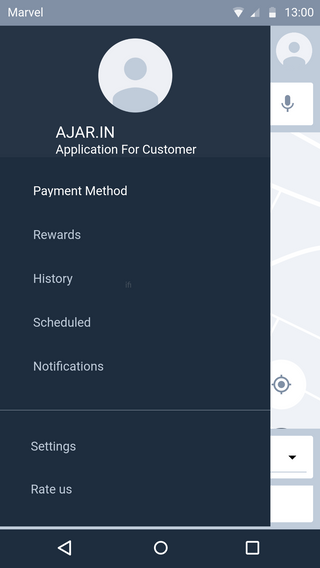 Marvel
13:00
AJAR.IN
Application For Customer
Payment Method
Rewards
History
Scheduled
Notifications
Settings
Rate us